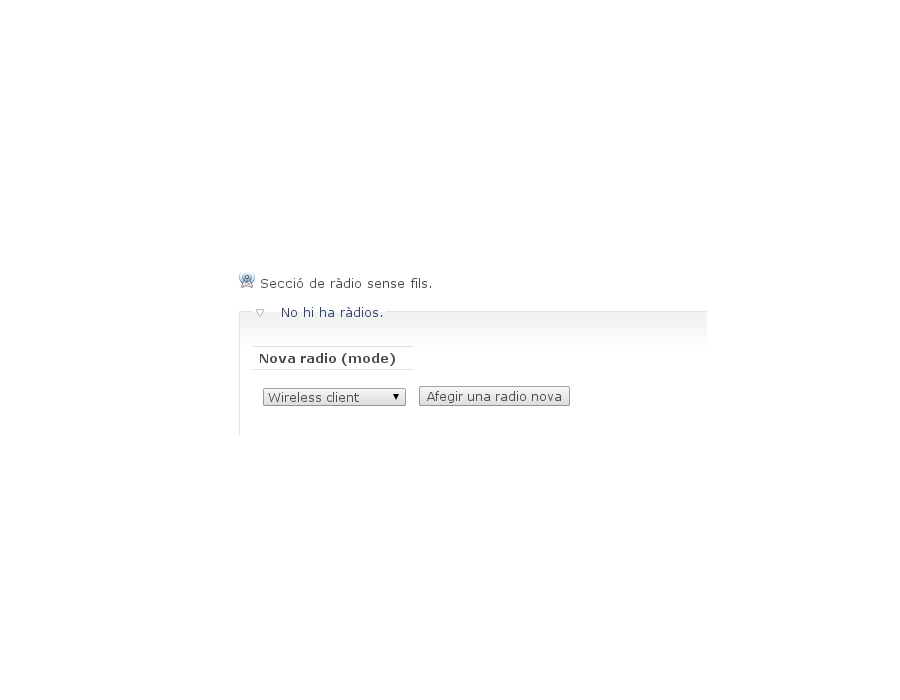 Secció de ràdio sense fils.
No hi ha ràdios.
Nova radio (mode)
Wireless client Afegir una radio nova